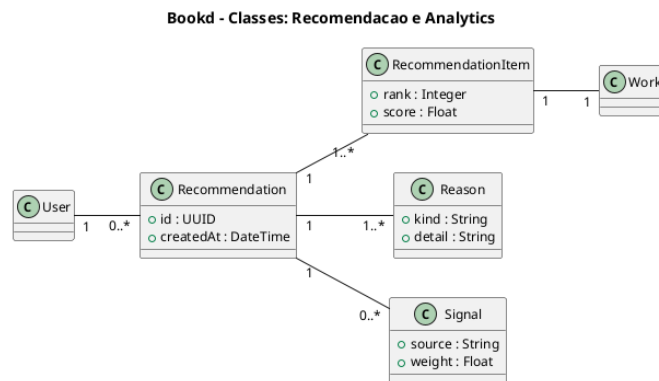 Bookd - Classes: Recomendacao e Analytics
C RecommendationItem
rank : Integer
score : Float
1
1
C Work
1..*
1
C Recommendation
id : UUID
createdAt : DateTime
C User
1
0..*
C Reason
kind : String
detail : String
1
1..*
1
0..*
C Signal
source : String
weight : Float